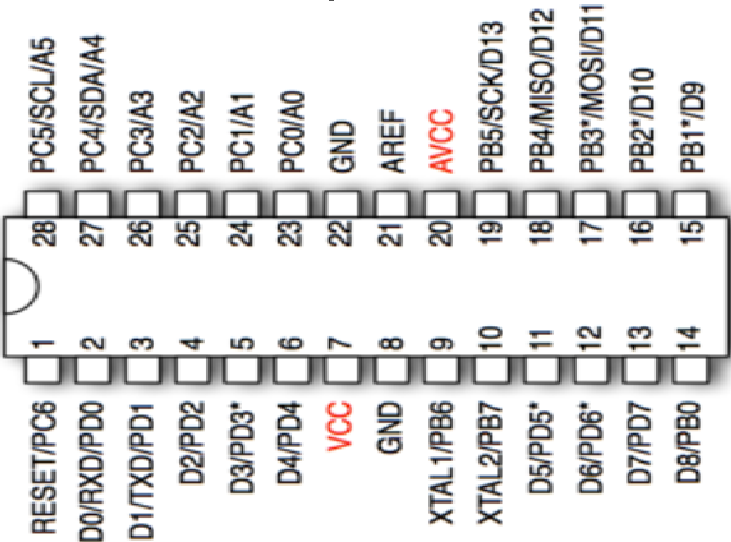 PC5/SCL/A5
PC4/SDA/A4
PC3/A3
PC2/A2
PC1/A1
PC0/A0
GND
AREF
AVCC
PB5/SCK/D13
PB4/MISO/D12
PB3*/MOSI/D11
PB2*/D10
PB1*/D9
28
27
26
25
24
23
22
21
20
19
18
17
16
15
1
2
3
4
5
6
7
8
9
10
11
12
13
14
RESET/PC6
D0/RXD/PD0
D1/TXD/PD1
D2/PD2
D3/PD3*
D4/PD4
VCC
GND
XTAL1/PB6
XTAL2/PB7
D5/PD5*
D6/PD6*
D7/PD7
D8/PB0